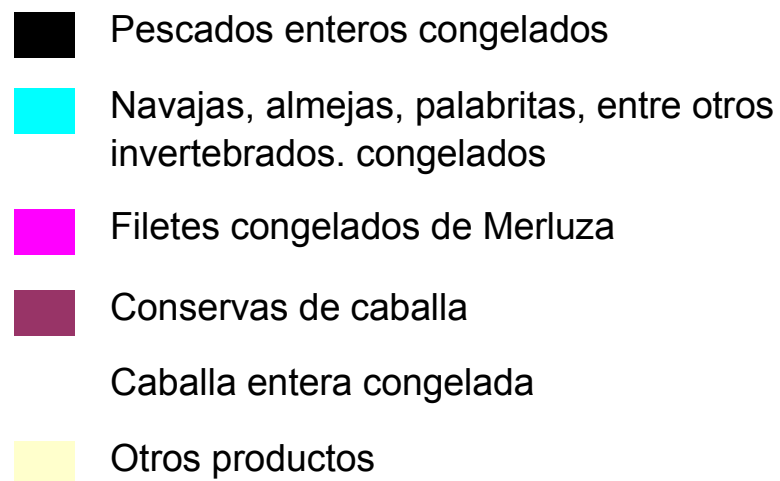 Pescados enteros congelados
Navajas, almejas, palabritas, entre otros
invertebrados. congelados
Filetes congelados de Merluza
Conservas de caballa
Caballa entera congelada
Otros productos